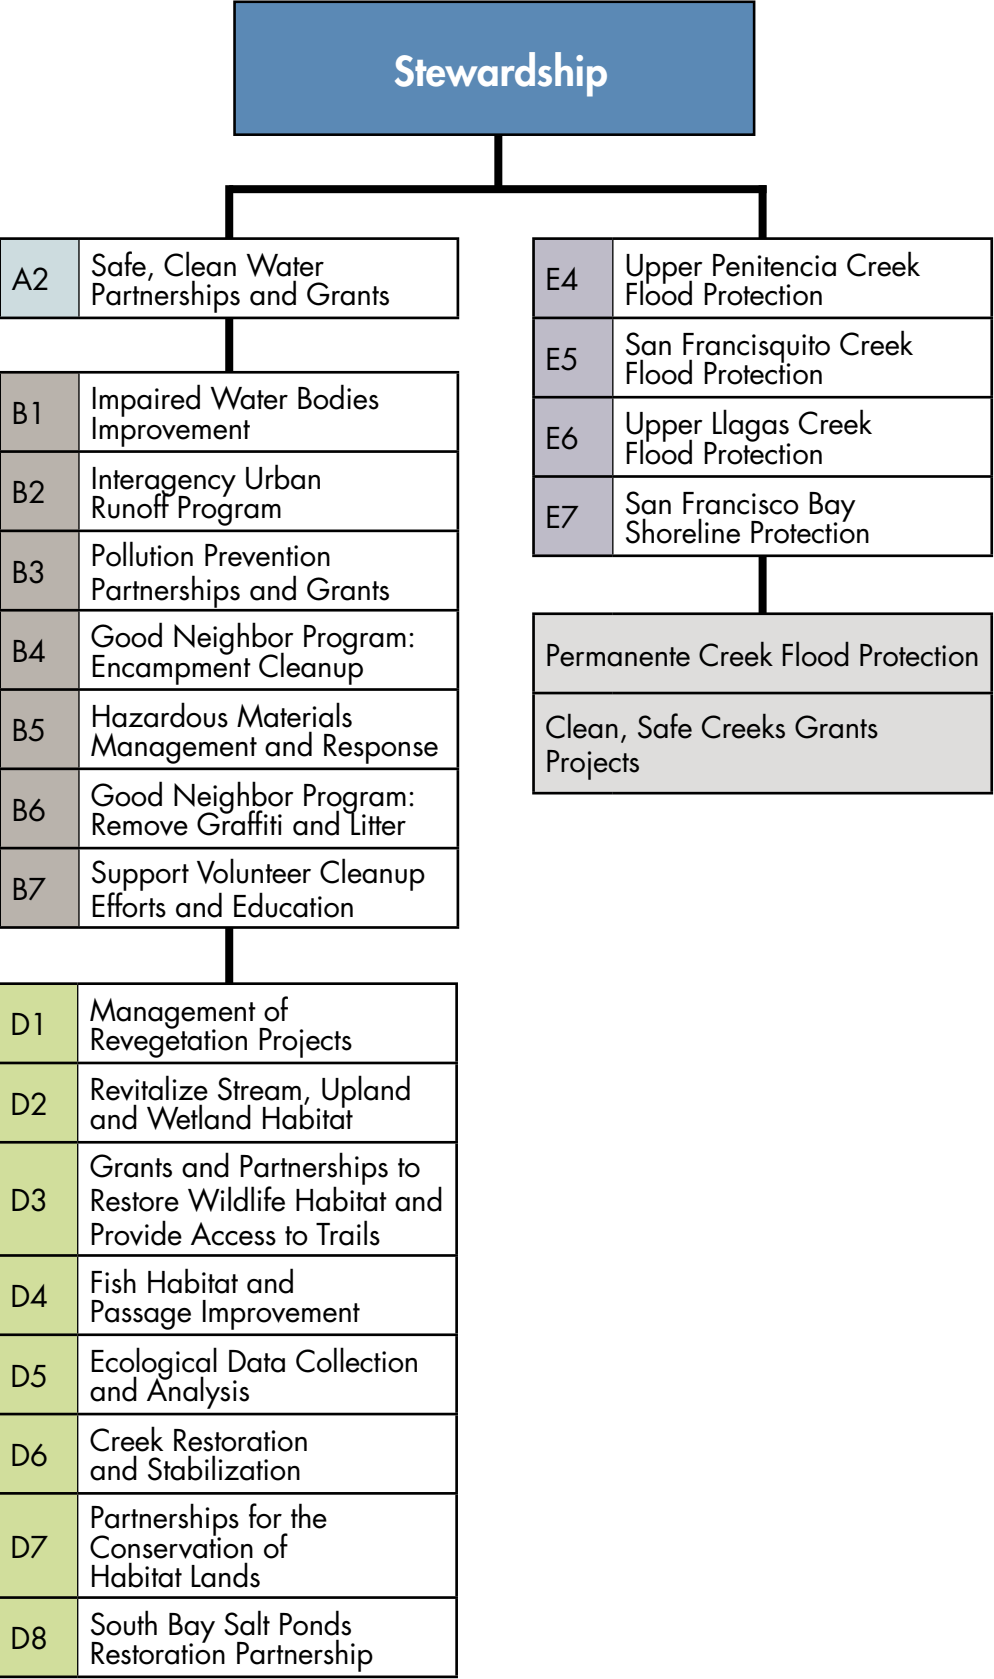 Stewardship
A2
Safe, Clean Water
Partnerships and Grants
B1
Impaired Water Bodies
Improvement
B2
Interagency Urban
Runoff Program
B3
Pollution Prevention
Partnerships and Grants
B4
Good Neighbor Program:
Encampment Cleanup
B5
Hazardous Materials
Management and Response
B6
Good Neighbor Program:
Remove Graffiti and Litter
B7
Support Volunteer Cleanup
Efforts and Education
D1
Management of
Revegetation Projects
D2
Revitalize Stream, Upland
and Wetland Habitat
D3
Grants and Partnerships to
Restore Wildlife Habitat and
Provide Access to Trails
D4
Fish Habitat and
Passage Improvement
D5
Ecological Data Collection
and Analysis
D6
Creek Restoration
and Stabilization
D7
Partnerships for the
Conservation of
Habitat Lands
D8
South Bay Salt Ponds
Restoration Partnership
E4
Upper Penitencia Creek
Flood Protection
E5
San Francisquito Creek
Flood Protection
E6
Upper Llagas Creek
Flood Protection
E7
San Francisco Bay
Shoreline Protection
Permanente Creek Flood Protection
Clean, Safe Creeks Grants
Projects